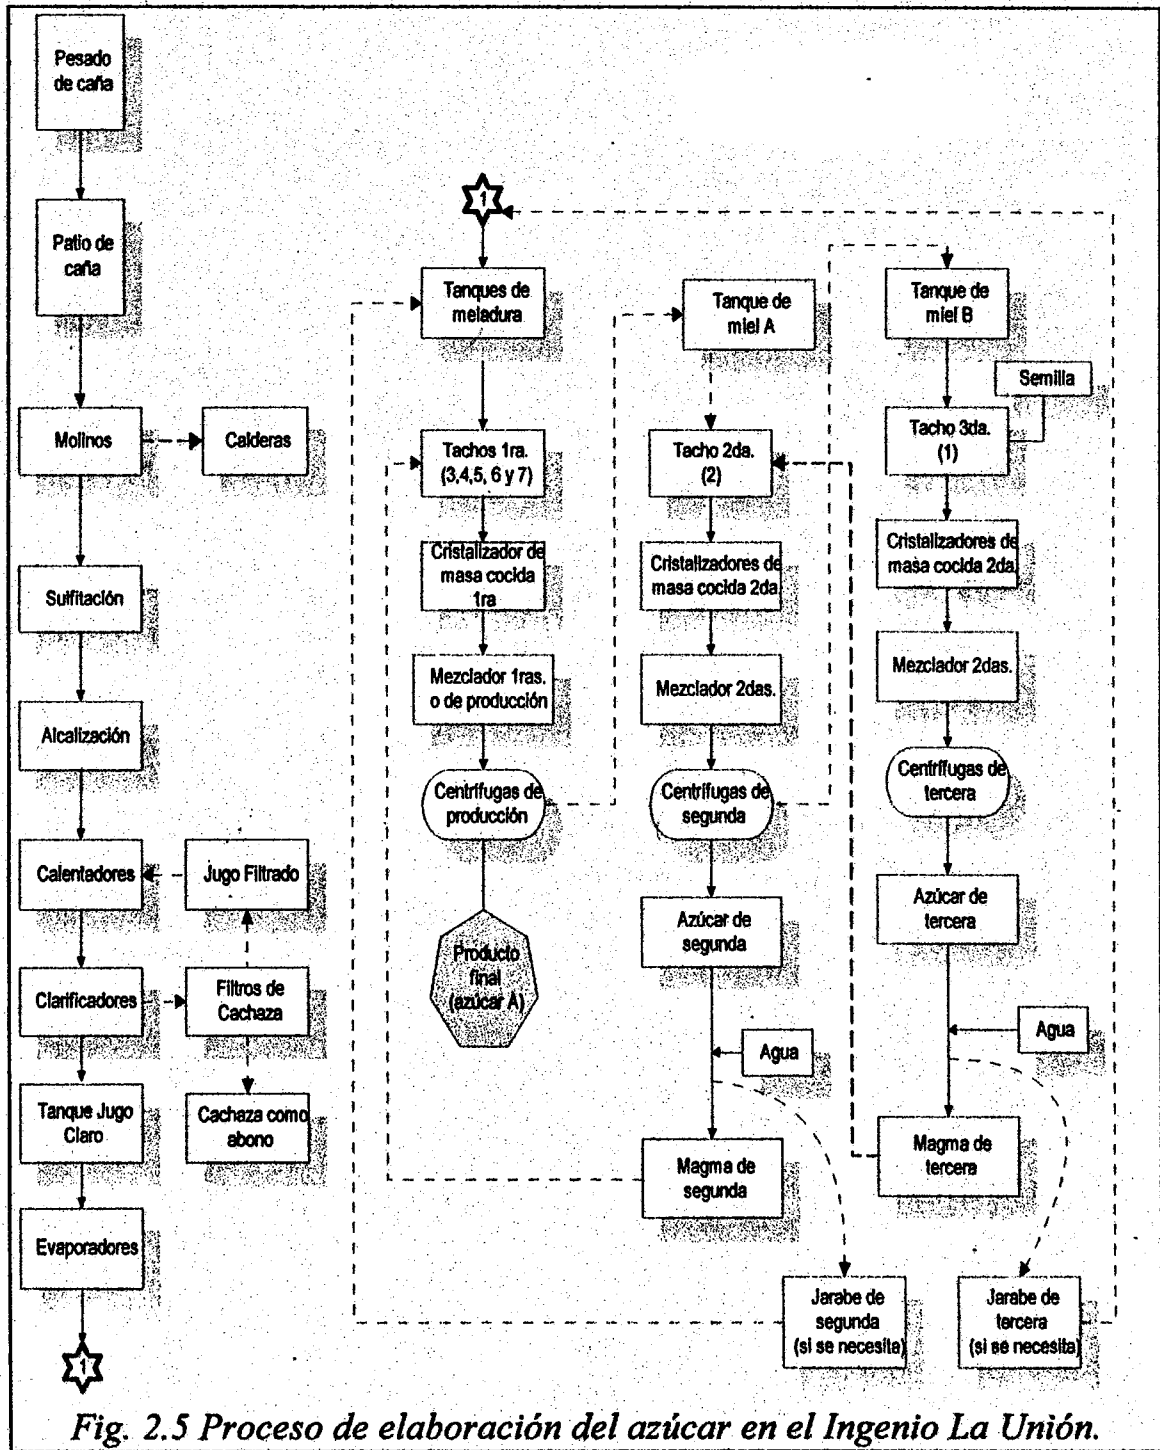 Pesado
de caña
Patio de
caña
Molinos
Calderas
Sulfitación
Alcalización
Calentadores
Jugo Filtrado
Clarificadores
Filtros de
Cachaza
Tanque Jugo
Claro
Cachaza como
abono
Evaporadores
1
1
Tanques de
meladura
Tachos 1ra.
(3,4,5, 6 y 7)
Cristalizador de
masa cocida
1ra
Mezclador 1ras.
o de producción
Centrífugas de
producción
Producto
final
(azúcar A)
Tanque de
miel A
Tacho 2da.
(2)
Cristalizadores de
masa cocida 2da.
Mezclador 2das.
Centrífugas de
segunda
Azúcar de
segunda
Agua
Magma de
segunda
Jarabe de
segunda
(si se necesita)
Tanque de
miel B
Semilla
Tacho 3da.
(1)
Cristalizadores de
masa cocida 2da.
Mezclador 2das.
Centrífugas de
tercera
Azúcar de
tercera
Agua
Magma de
tercera
Jarabe de
tercera
(si se necesita)
Fig. 2.5 Proceso de elaboración del azúcar en el Ingenio La Unión.